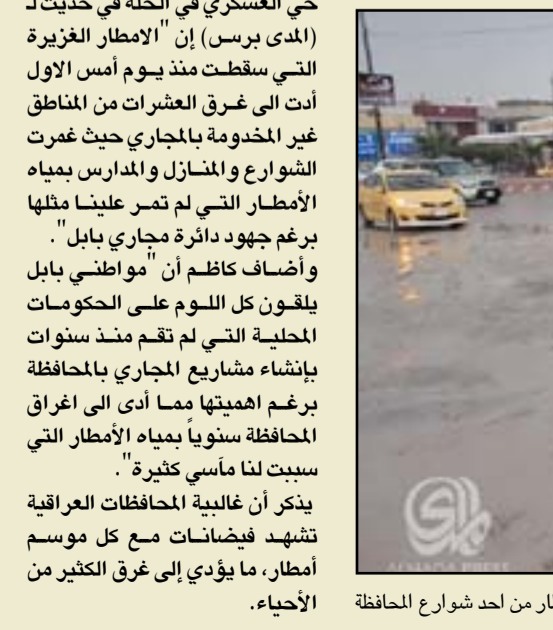 حي العسكري في الحلة في حديث لـ
(المدى برس) إن "الامطار الغزيرة
التي سقطت منذ يوم أمس الاول
أدت الى غرق العشرات من المناطق
غير المخدومة بالمجاري حيث غمرت
الشوارع والمنازل والمدارس بمياه
الأمطار التي لم تمر علينا مثلها
برغم جهود دائرة مجاري بابل".
وأضاف كاظم أن "مواطني بابل
يلقون كل اللوم على الحكومات
المحلية التي لم تقم منذ سنوات
بإنشاء مشاريع المجاري بالمحافظة
برغم اهميتها مما أدى الى اغراق
المحافظة سنوياً بمياه الأمطار التي
سببت لنا مآسي كثيرة".
يذكر أن غالبية المحافظات العراقية
تشهد فيضانات مع كل موسم
أمطار، ما يؤدي إلى غرق الكثير من
الأحياء.
ALMADA PRESS
من احد شوارع المحافظة